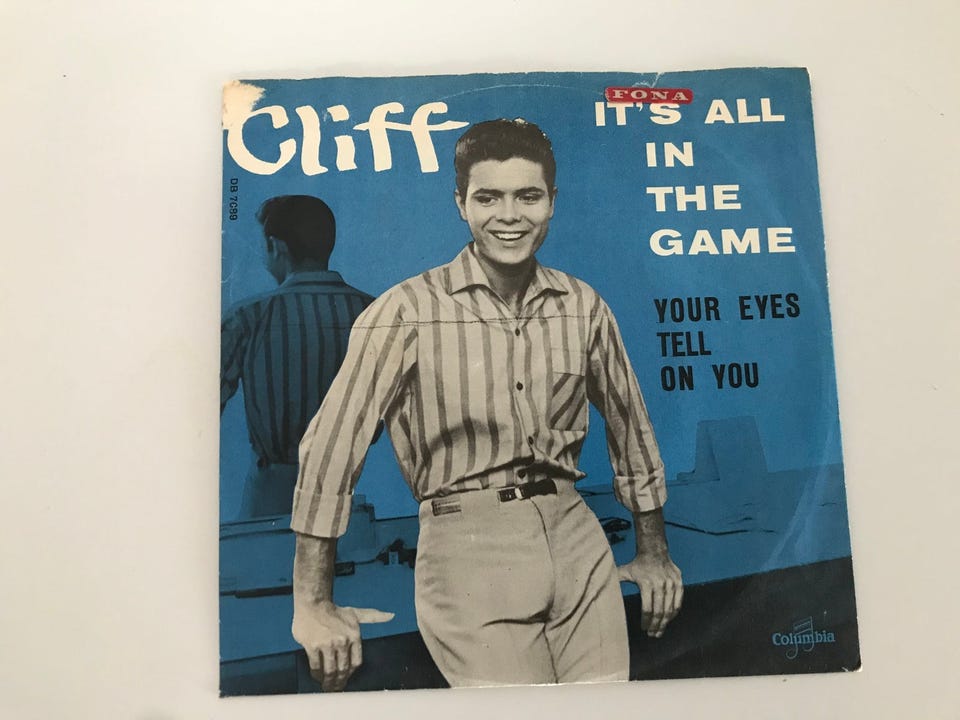 Cliff
FONA
IT'S ALL
IN
THE
GAME
DB 7089
YOUR EYES
TELL
ON YOU
Columbia